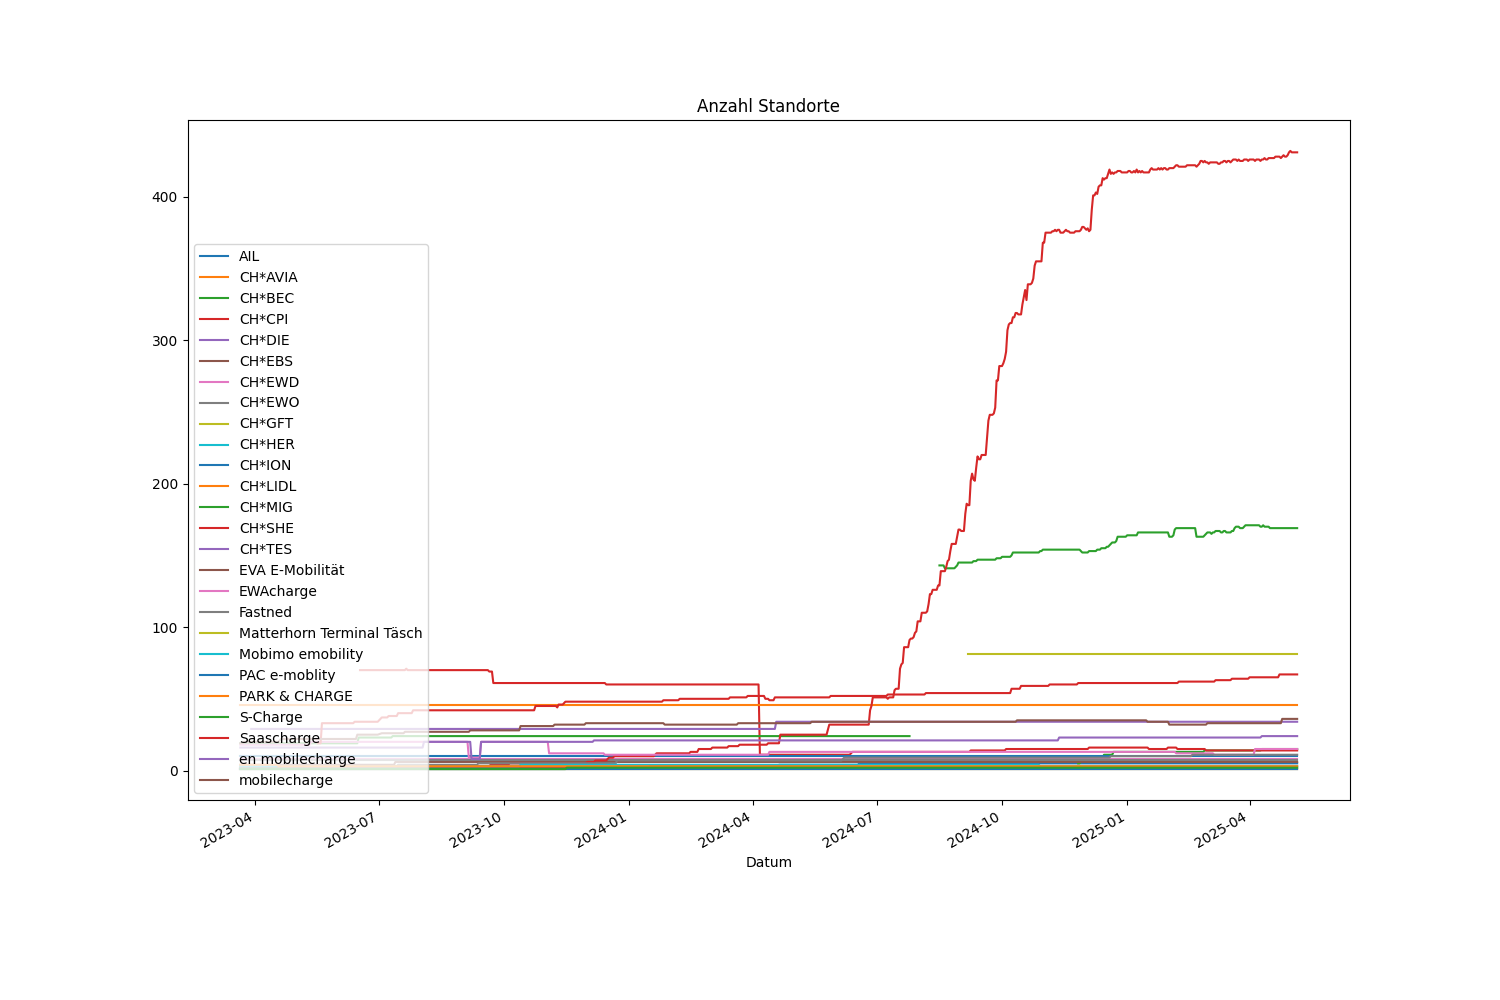 Anzahl Standorte
400
300
200
100
0
AIL
CH*AVIA
CH*BEC
CH*CPI
CH*DIE
CH*EBS
CH*EWD
CH*EWO
CH*GFT
CH*HER
CH*ION
CH*LIDL
CH*MIG
CH*SHE
CH*TES
EVA E-Mobilität
EWAcharge
Fastned
Matterhorn Terminal Täsch
Mobimo emobility
PAC e-moblity
PARK & CHARGE
S-Charge
Saascharge
en mobilecharge
mobilecharge
2023-04
2023-07
2023-10
2024-01
2024-04
2024-07
2024-10
2025-01
2025-04
Datum